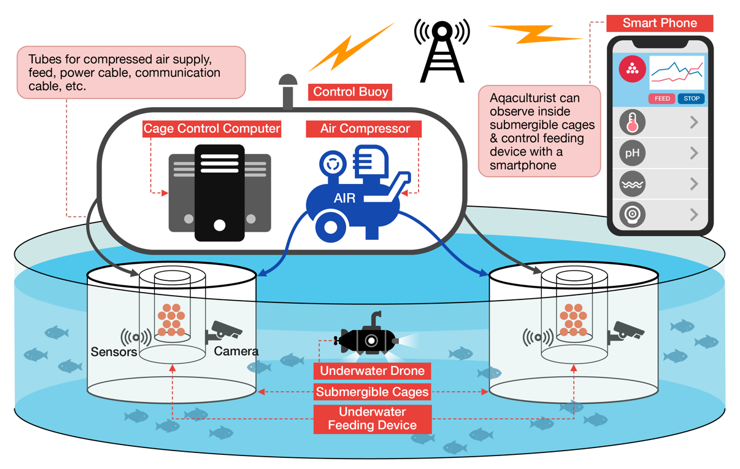 Smart Phone
Tubes for compressed air supply,
feed, power cable, communication
cable, etc.
Control Buoy
Aqaculturist can
observe inside
submergible cages
& control feeding
device with a
smartphone
FEED
STOP
Cage Control Computer
Air Compressor
pH
AIR
Sensors
Camera
Underwater Drone
Submergible Cages
Underwater
Feeding Device